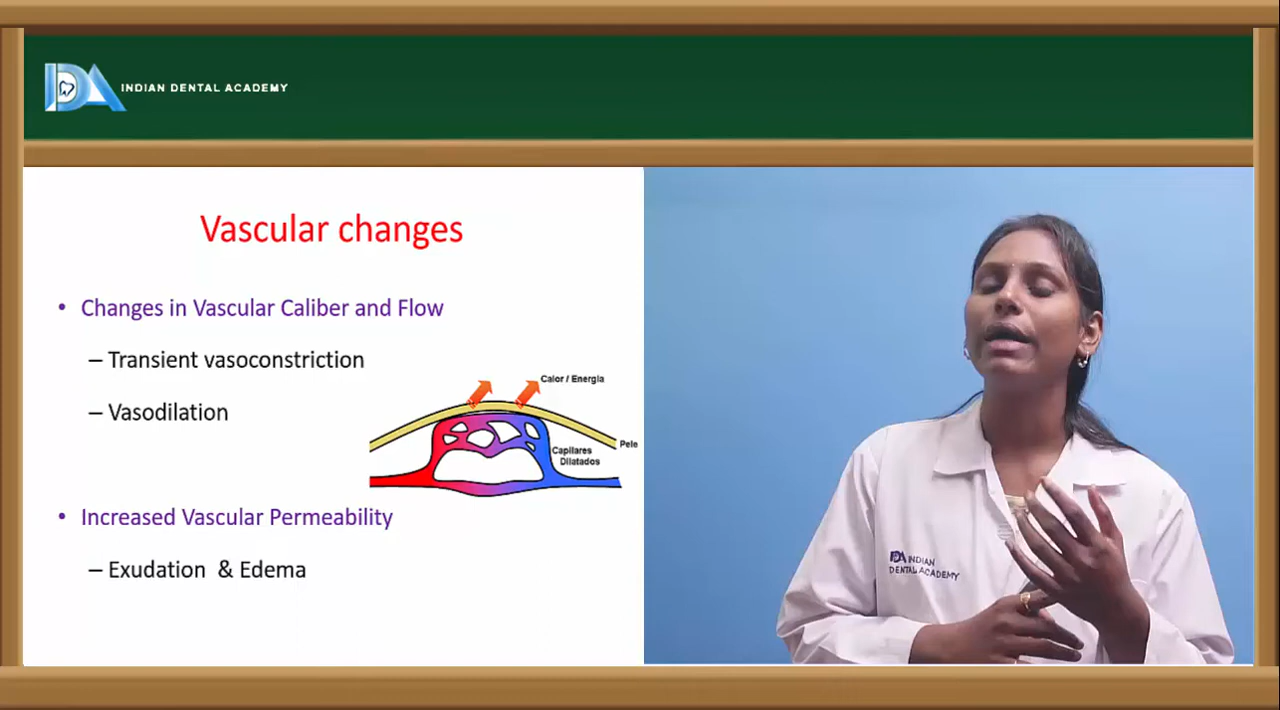 INDIAN DENTAL ACADEMY
Vascular changes
• Changes in Vascular Caliber and Flow
– Transient vasoconstriction
– Vasodilation
Calor / Energia
Pele
Capilares
Dilatados
• Increased Vascular Permeability
– Exudation & Edema
IDA INDIAN
DENTAL ACADEMY